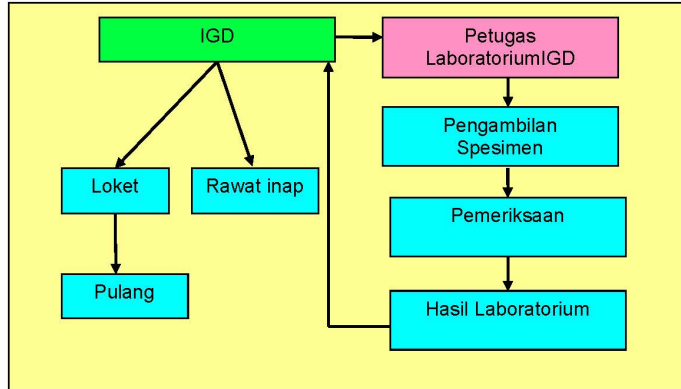 IGD
Petugas
LaboratoriumIGD
Pengambilan
Spesimen
Loket
Rawat inap
Pemeriksaan
Pulang
Hasil Laboratorium